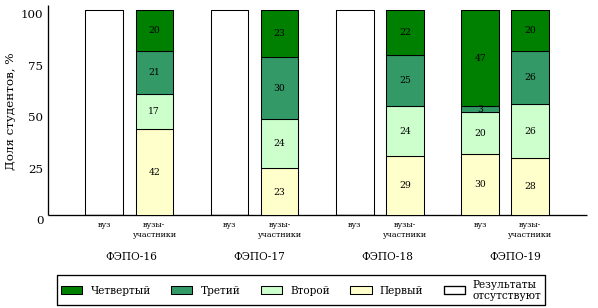 Доля студентов, %
100
75
50
25
0
20
21
17
42
23
30
24
23
22
25
24
29
47
3
20
30
20
26
26
28
вуз
вузы-
участники
вуз
вузы-
участники
вуз
вузы-
участники
вуз
вузы-
участники
ФЭПО-16
ФЭПО-17
ФЭПО-18
ФЭПО-19
Четвертый
Третий
Второй
Первый
Результаты
отсутствуют